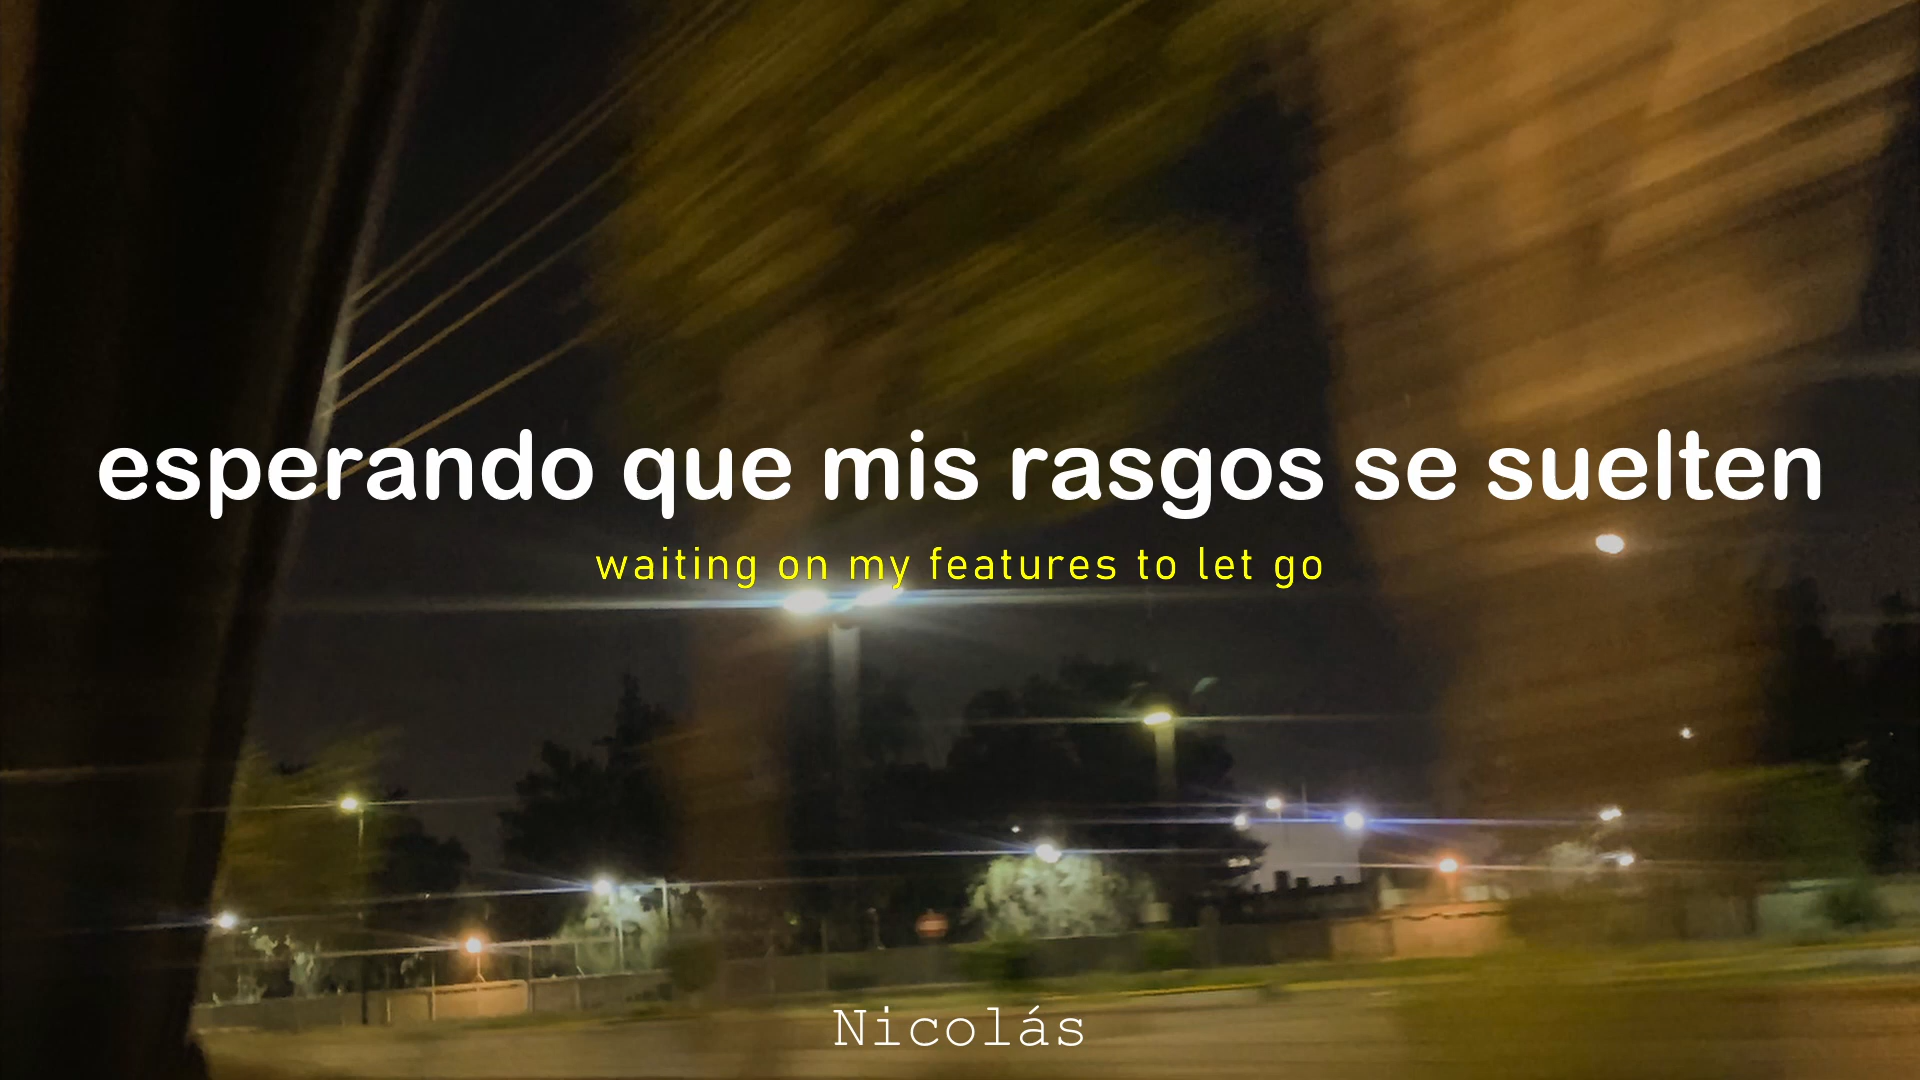 esperando que mis rasgos se suelten
waiting on my features to let go
Nicolás